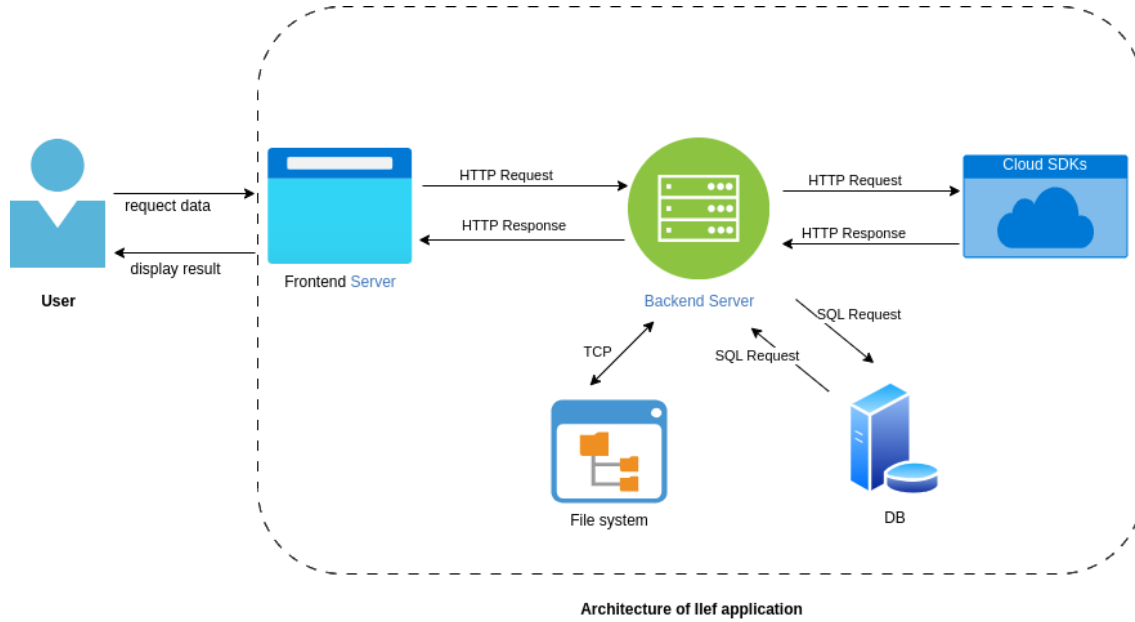 Cloud SDKs
HTTP Request
HTTP Request
requect data
HTTP Response
HTTP Response
display result
Frontend Server
User
Backend Server
SQL Request
TCP
SQL Request
File system
DB
Architecture of Ilef application